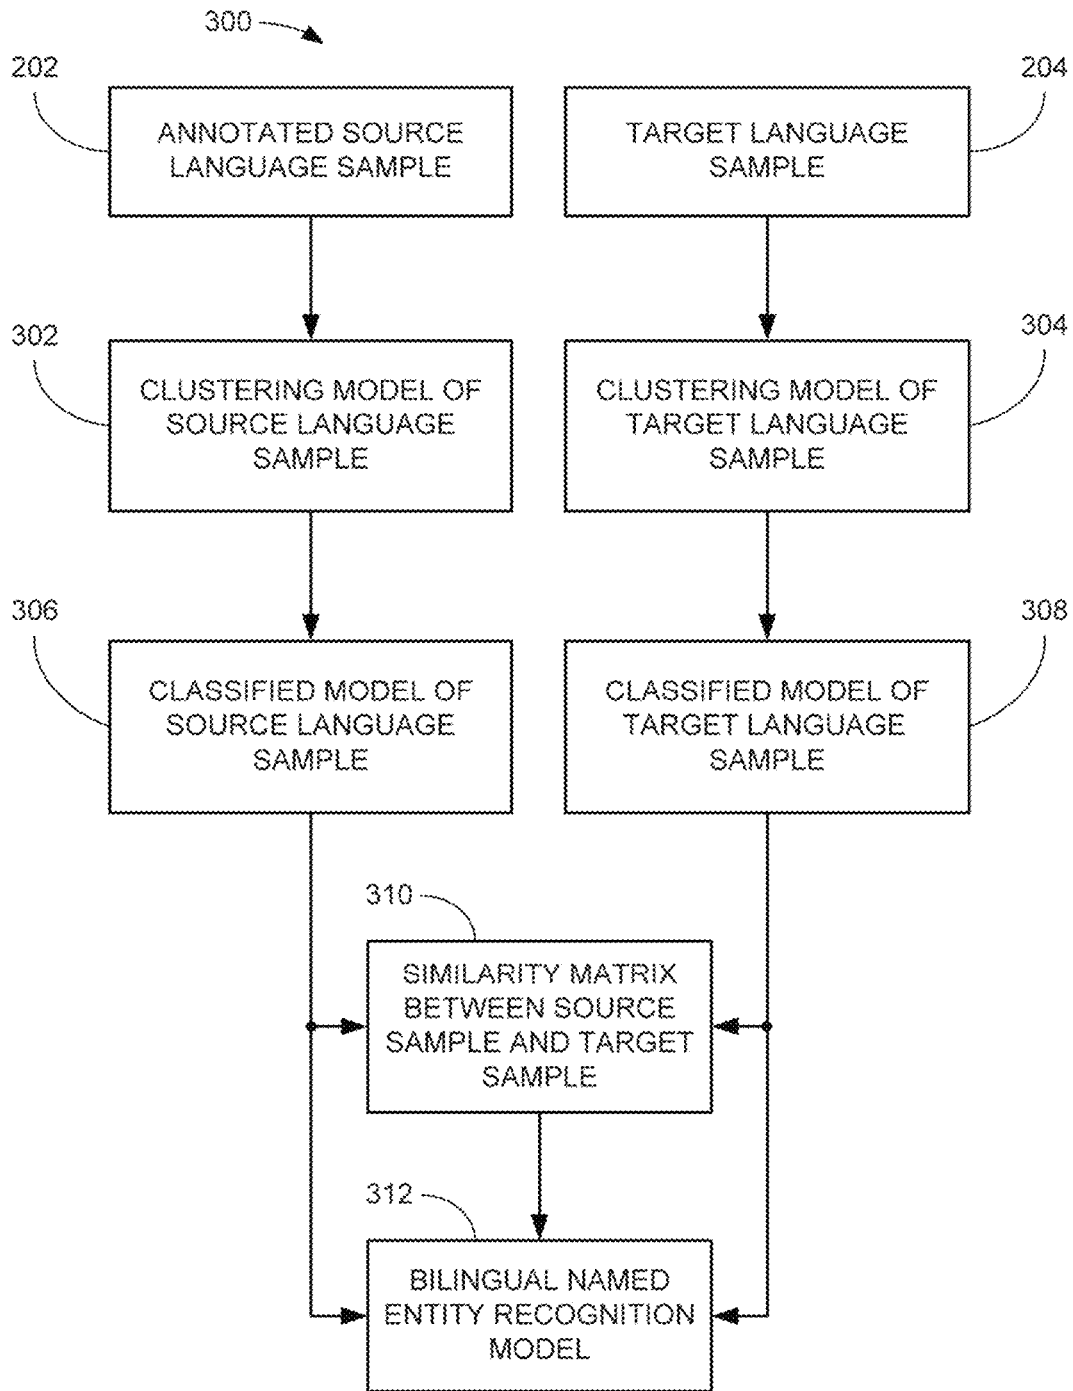 300
202
204
ANNOTATED SOURCE
LANGUAGE SAMPLE
TARGET LANGUAGE
SAMPLE
302
304
CLUSTERING MODEL OF
SOURCE LANGUAGE
SAMPLE
CLUSTERING MODEL OF
TARGET LANGUAGE
SAMPLE
306
308
CLASSIFIED MODEL OF
SOURCE LANGUAGE
SAMPLE
CLASSIFIED MODEL OF
TARGET LANGUAGE
SAMPLE
310
SIMILARITY MATRIX
BETWEEN SOURCE
SAMPLE AND TARGET
SAMPLE
312
BILINGUAL NAMED
ENTITY RECOGNITION
MODEL